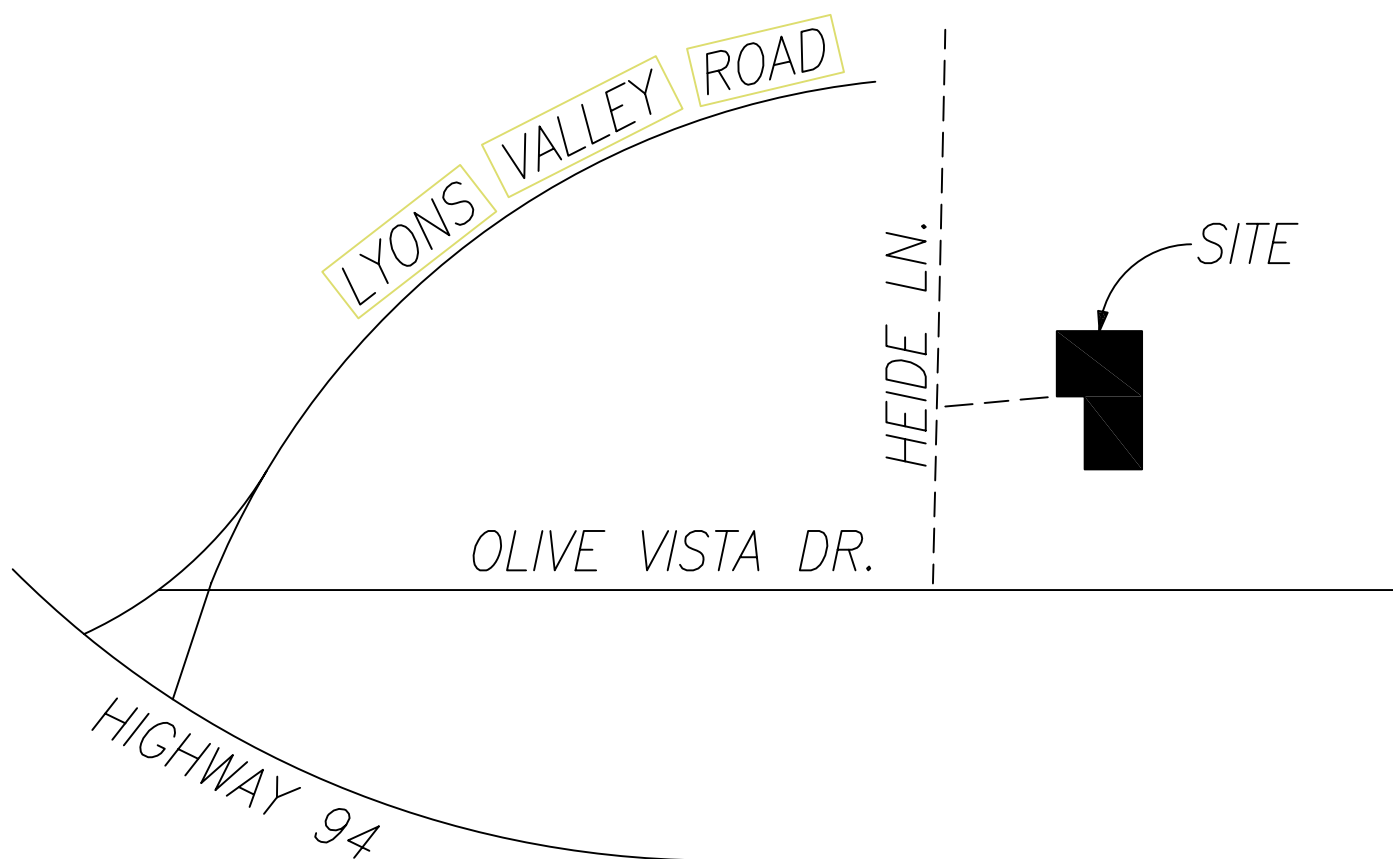 LYONS VALLEY ROAD
SITE
HEIDE LN.
OLIVE VISTA DR.
HIGHWAY 94